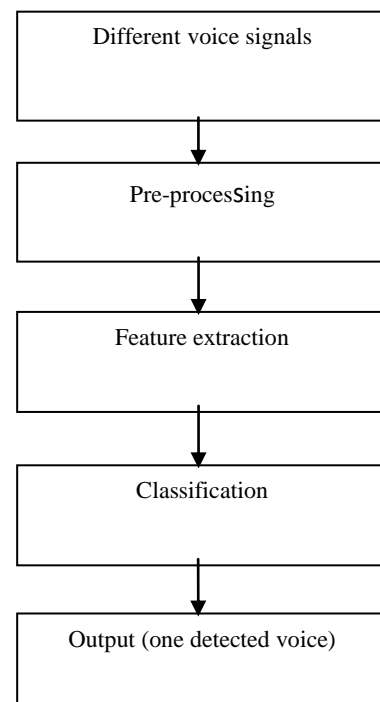 Different voice signals
Pre-processing
Feature extraction
Classification
Output (one detected voice)